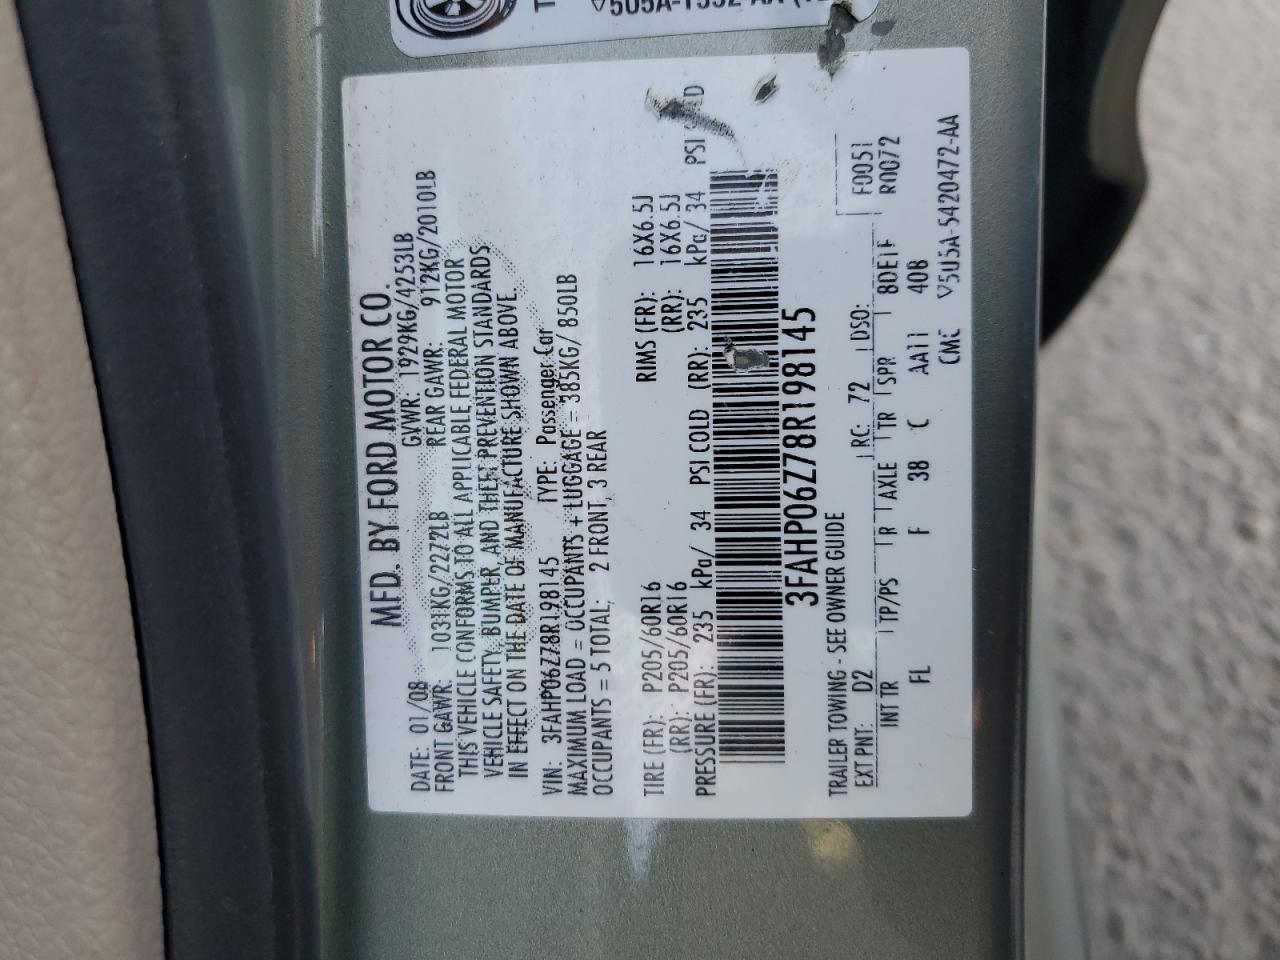 ▽5U5A-1532
MFD. BY FORD MOTOR CO.
DATE: 01/08 GVWR: 1929KG/4253LB
FRONT GAWR: 1031KG/2272LB REAR GAWR: 912KG/2010LB
THIS VEHICLE CONFORMS TO ALL APPLICABLE FEDERAL MOTOR
VEHICLE SAFETY, BUMPER, AND THEFT PREVENTION STANDARDS
IN EFFECT ON THE DATE OF MANUFACTURE SHOWN ABOVE.
VIN: 3FAHP06Z78R198145 TYPE: Passenger Car
MAXIMUM LOAD = OCCUPANTS + LUGGAGE = 385KG/ 850LB
OCCUPANTS = 5 TOTAL, 2 FRONT, 3 REAR
TIRE (FR): P205/60R16 RIMS (FR): 16X6.5J
(RR): P205/60R16 (RR): 16X6.5J
PRESSURE (FR): 235 kPa/ 34 PSI COLD (RR): 235 kPa/ 34 PSI
3FAHP06Z78R198145
TRAILER TOWING - SEE OWNER GUIDE
EXT PNT: D2 RC: 72 DSO: F0051
INT TR TP/PS R AXLE TR SPR 8DE1F R0072
FL F 38 C AA11 40B
CMC ▽5U5A-5420472-AA